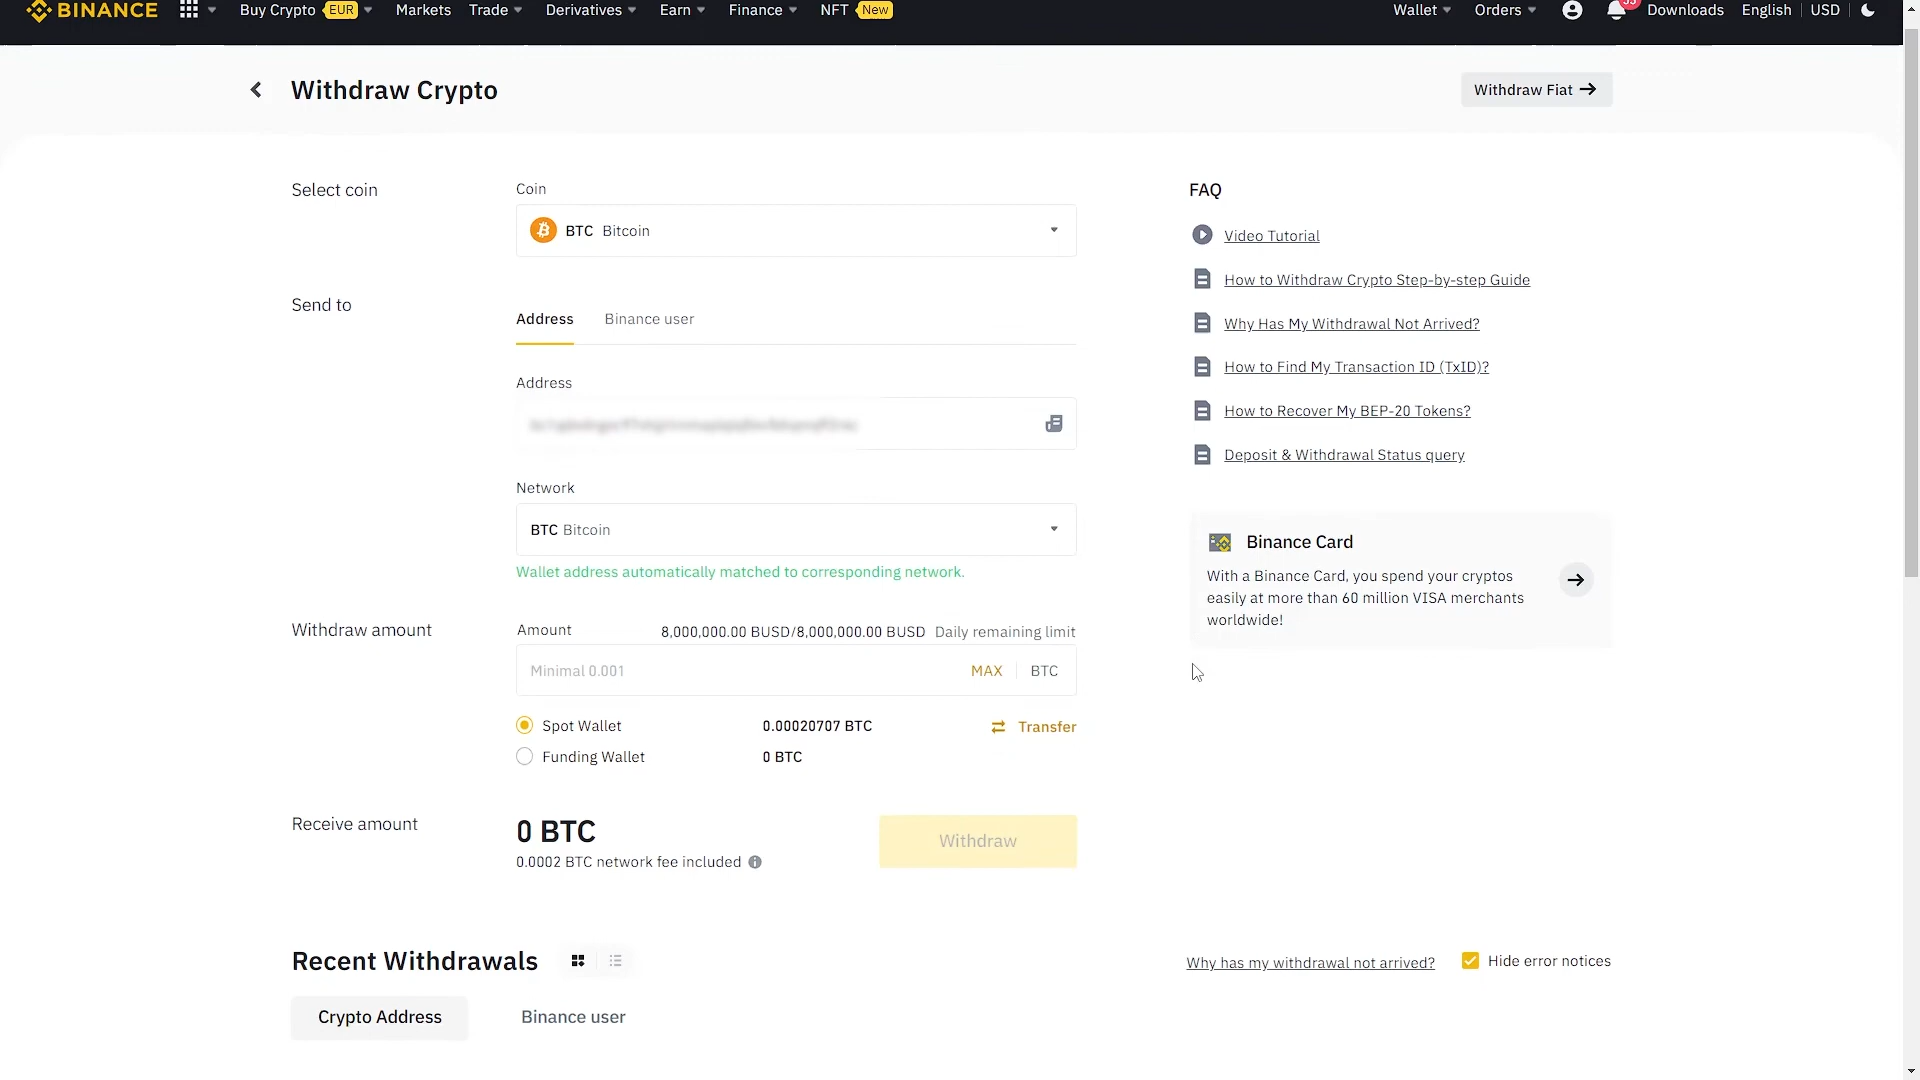 BINANCE
Buy Crypto EUR
Markets
Trade
Derivatives
Earn
Finance
NFT New
Wallet
Orders
Downloads
English
USD
Withdraw Crypto
Withdraw Fiat
Select coin
Coin
BTC Bitcoin
Send to
Address
Binance user
Address
Network
BTC Bitcoin
Wallet address automatically matched to corresponding network.
Withdraw amount
Amount
8,000,000.00 BUSD/8,000,000.00 BUSD Daily remaining limit
Minimal 0.001
MAX
BTC
Spot Wallet
0.00020707 BTC
Transfer
Funding Wallet
0 BTC
Receive amount
0 BTC
0.0002 BTC network fee included
Withdraw
FAQ
Video Tutorial
How to Withdraw Crypto Step-by-step Guide
Why Has My Withdrawal Not Arrived?
How to Find My Transaction ID (TxID)?
How to Recover My BEP-20 Tokens?
Deposit & Withdrawal Status query
Binance Card
With a Binance Card, you spend your cryptos
easily at more than 60 million VISA merchants
worldwide!
Recent Withdrawals
Why has my withdrawal not arrived?
Hide error notices
Crypto Address
Binance user